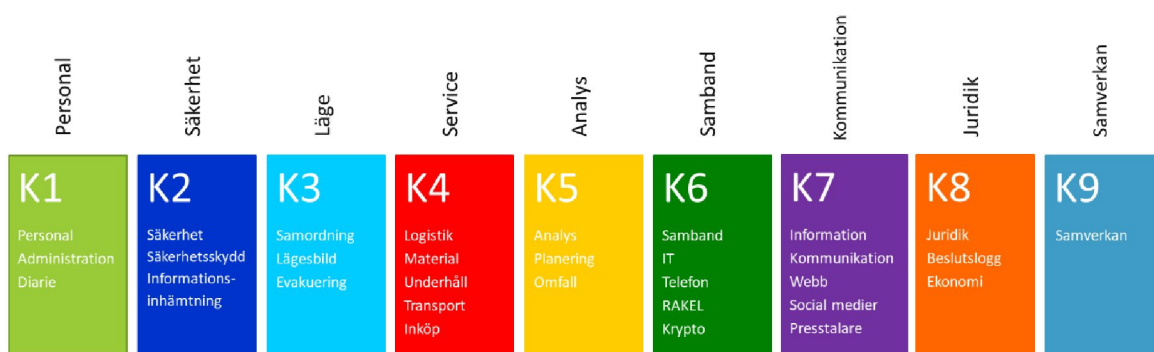 Personal
Säkerhet
Läge
Service
Analys
Samband
Kommunikation
Juridik
Samverkan
K1
Personal
Administration
Diarie
K2
Säkerhet
Säkerhetsskydd
Informations-
inhämtning
K3
Samordning
Lägesbild
Evakuering
K4
Logistik
Material
Underhåll
Transport
Inköp
K5
Analys
Planering
Omfall
K6
Samband
IT
Telefon
RAKEL
Krypto
K7
Information
Kommunikation
Webb
Social medier
Presstalare
K8
Juridik
Beslutslogg
Ekonomi
K9
Samverkan